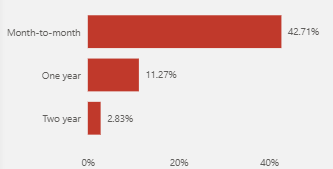 Month-to-month 42.71%
One year 11.27%
Two year 2.83%
0% 20% 40%